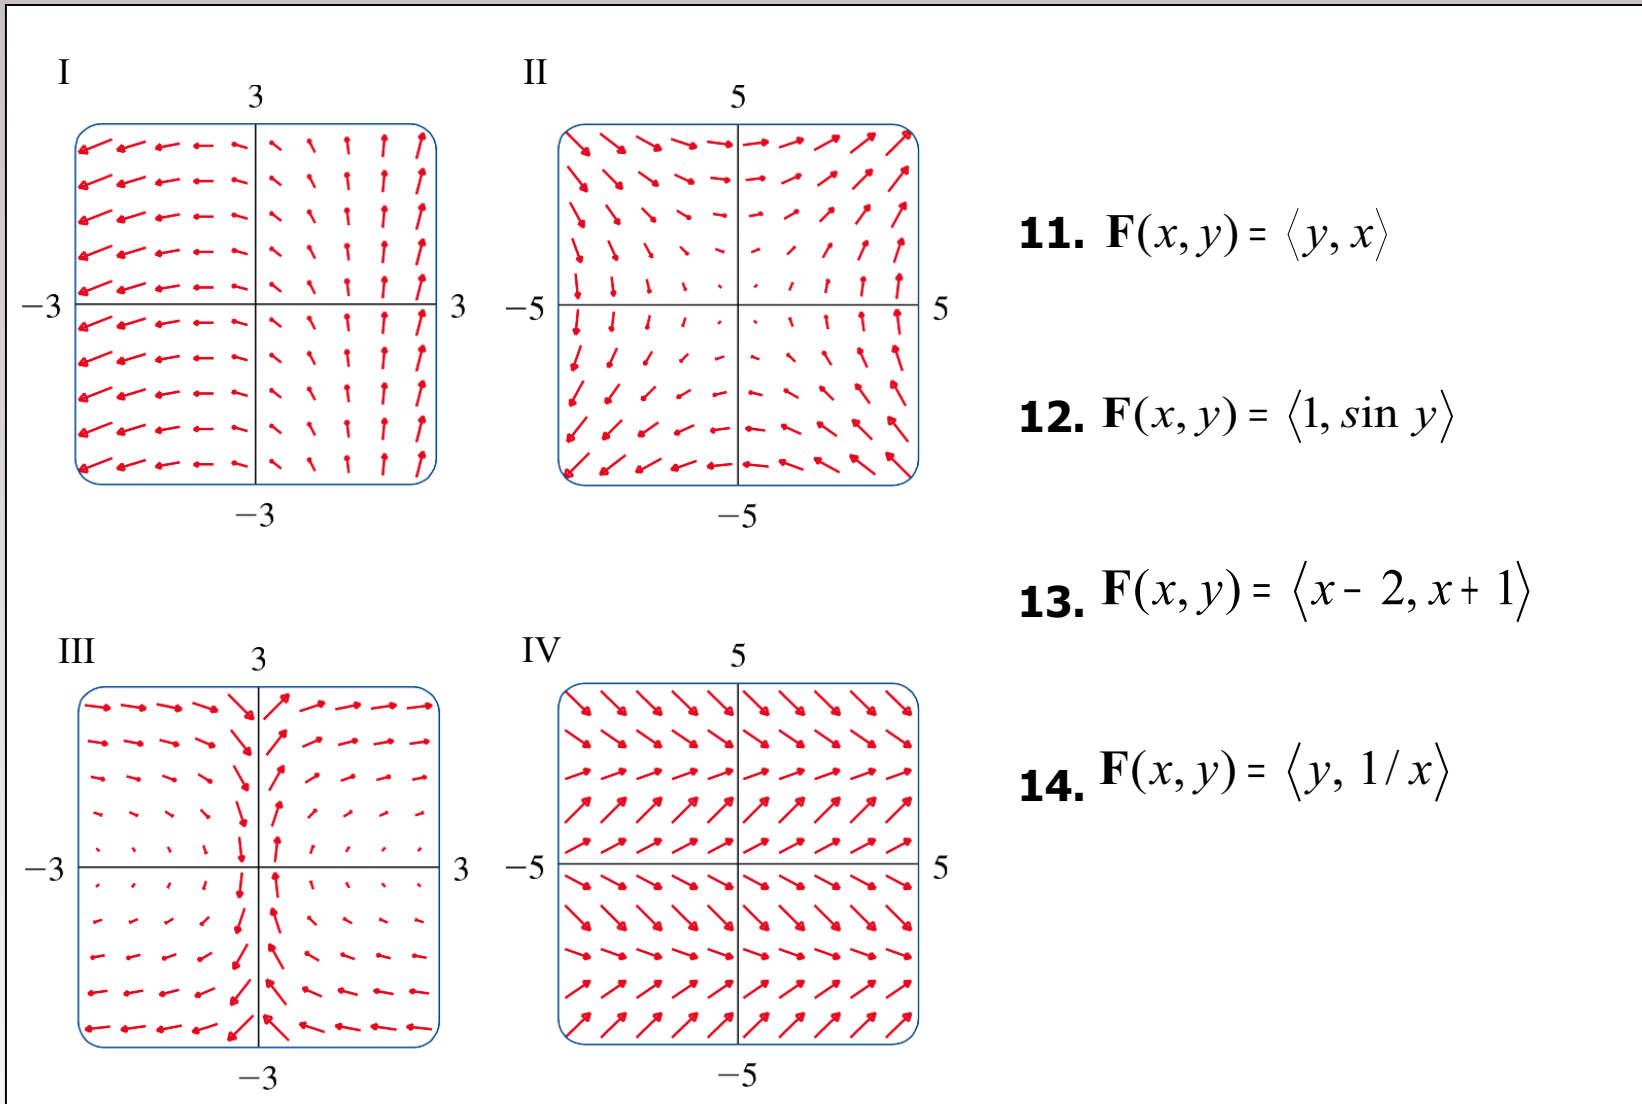 I
3
−3
3
−3
II
5
−5
5
−5
III
3
−3
3
−3
IV
5
−5
5
−5
11. F(x, y) = ⟨y, x⟩
12. F(x, y) = ⟨1, sin y⟩
13. F(x, y) = ⟨x − 2, x + 1⟩
14. F(x, y) = ⟨y, 1/x⟩